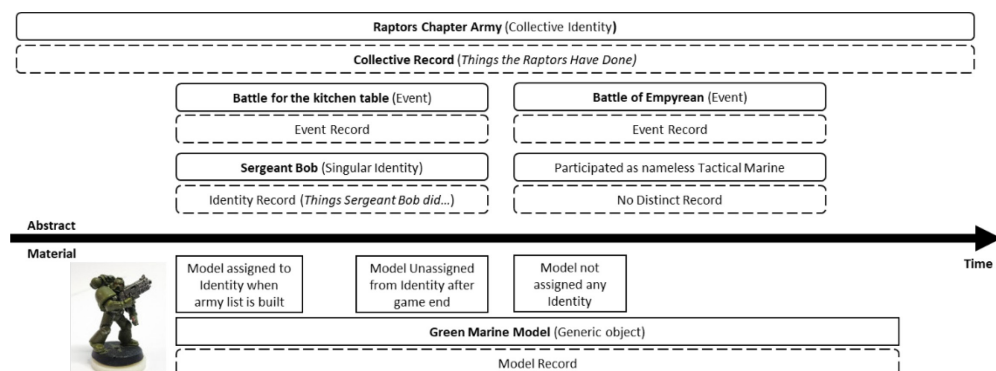 Raptors Chapter Army (Collective Identity)
Collective Record (Things the Raptors Have Done)
Battle for the kitchen table (Event)
Battle of Empyrean (Event)
Event Record
Event Record
Sergeant Bob (Singular Identity)
Participated as nameless Tactical Marine
Identity Record (Things Sergeant Bob did…)
No Distinct Record
Abstract
Material
Time
Model assigned to
Identity when
army list is built
Model Unassigned
from Identity after
game end
Model not
assigned any
Identity
Green Marine Model (Generic object)
Model Record